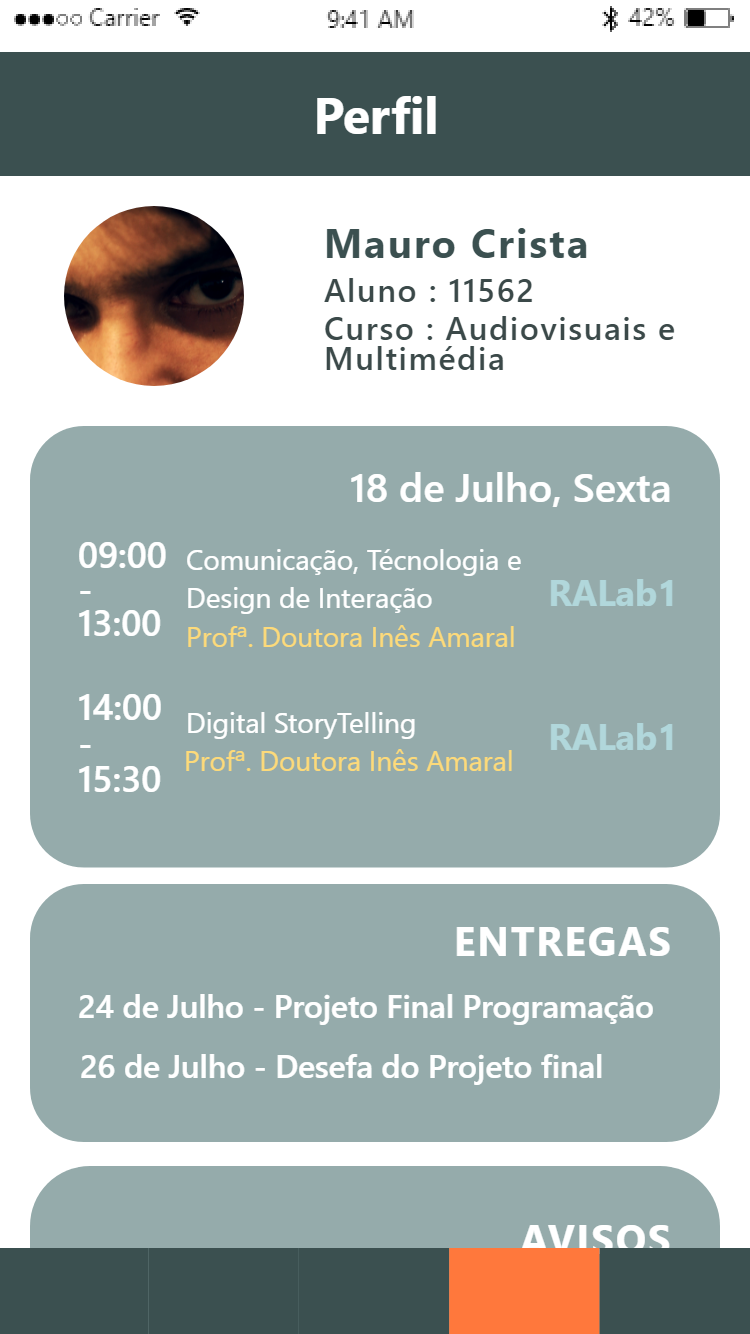 Carrier 9:41 AM 42%
Perfil
Mauro Crista
Aluno : 11562
Curso : Audiovisuais e
Multimédia
18 de Julho, Sexta
09:00
-
13:00
Comunicação, Técnologia e
Design de Interação
Profª. Doutora Inês Amaral
RALab1
14:00
-
15:30
Digital StoryTelling
Profª. Doutora Inês Amaral
RALab1
ENTREGAS
24 de Julho - Projeto Final Programação
26 de Julho - Desefa do Projeto final
AVISOS